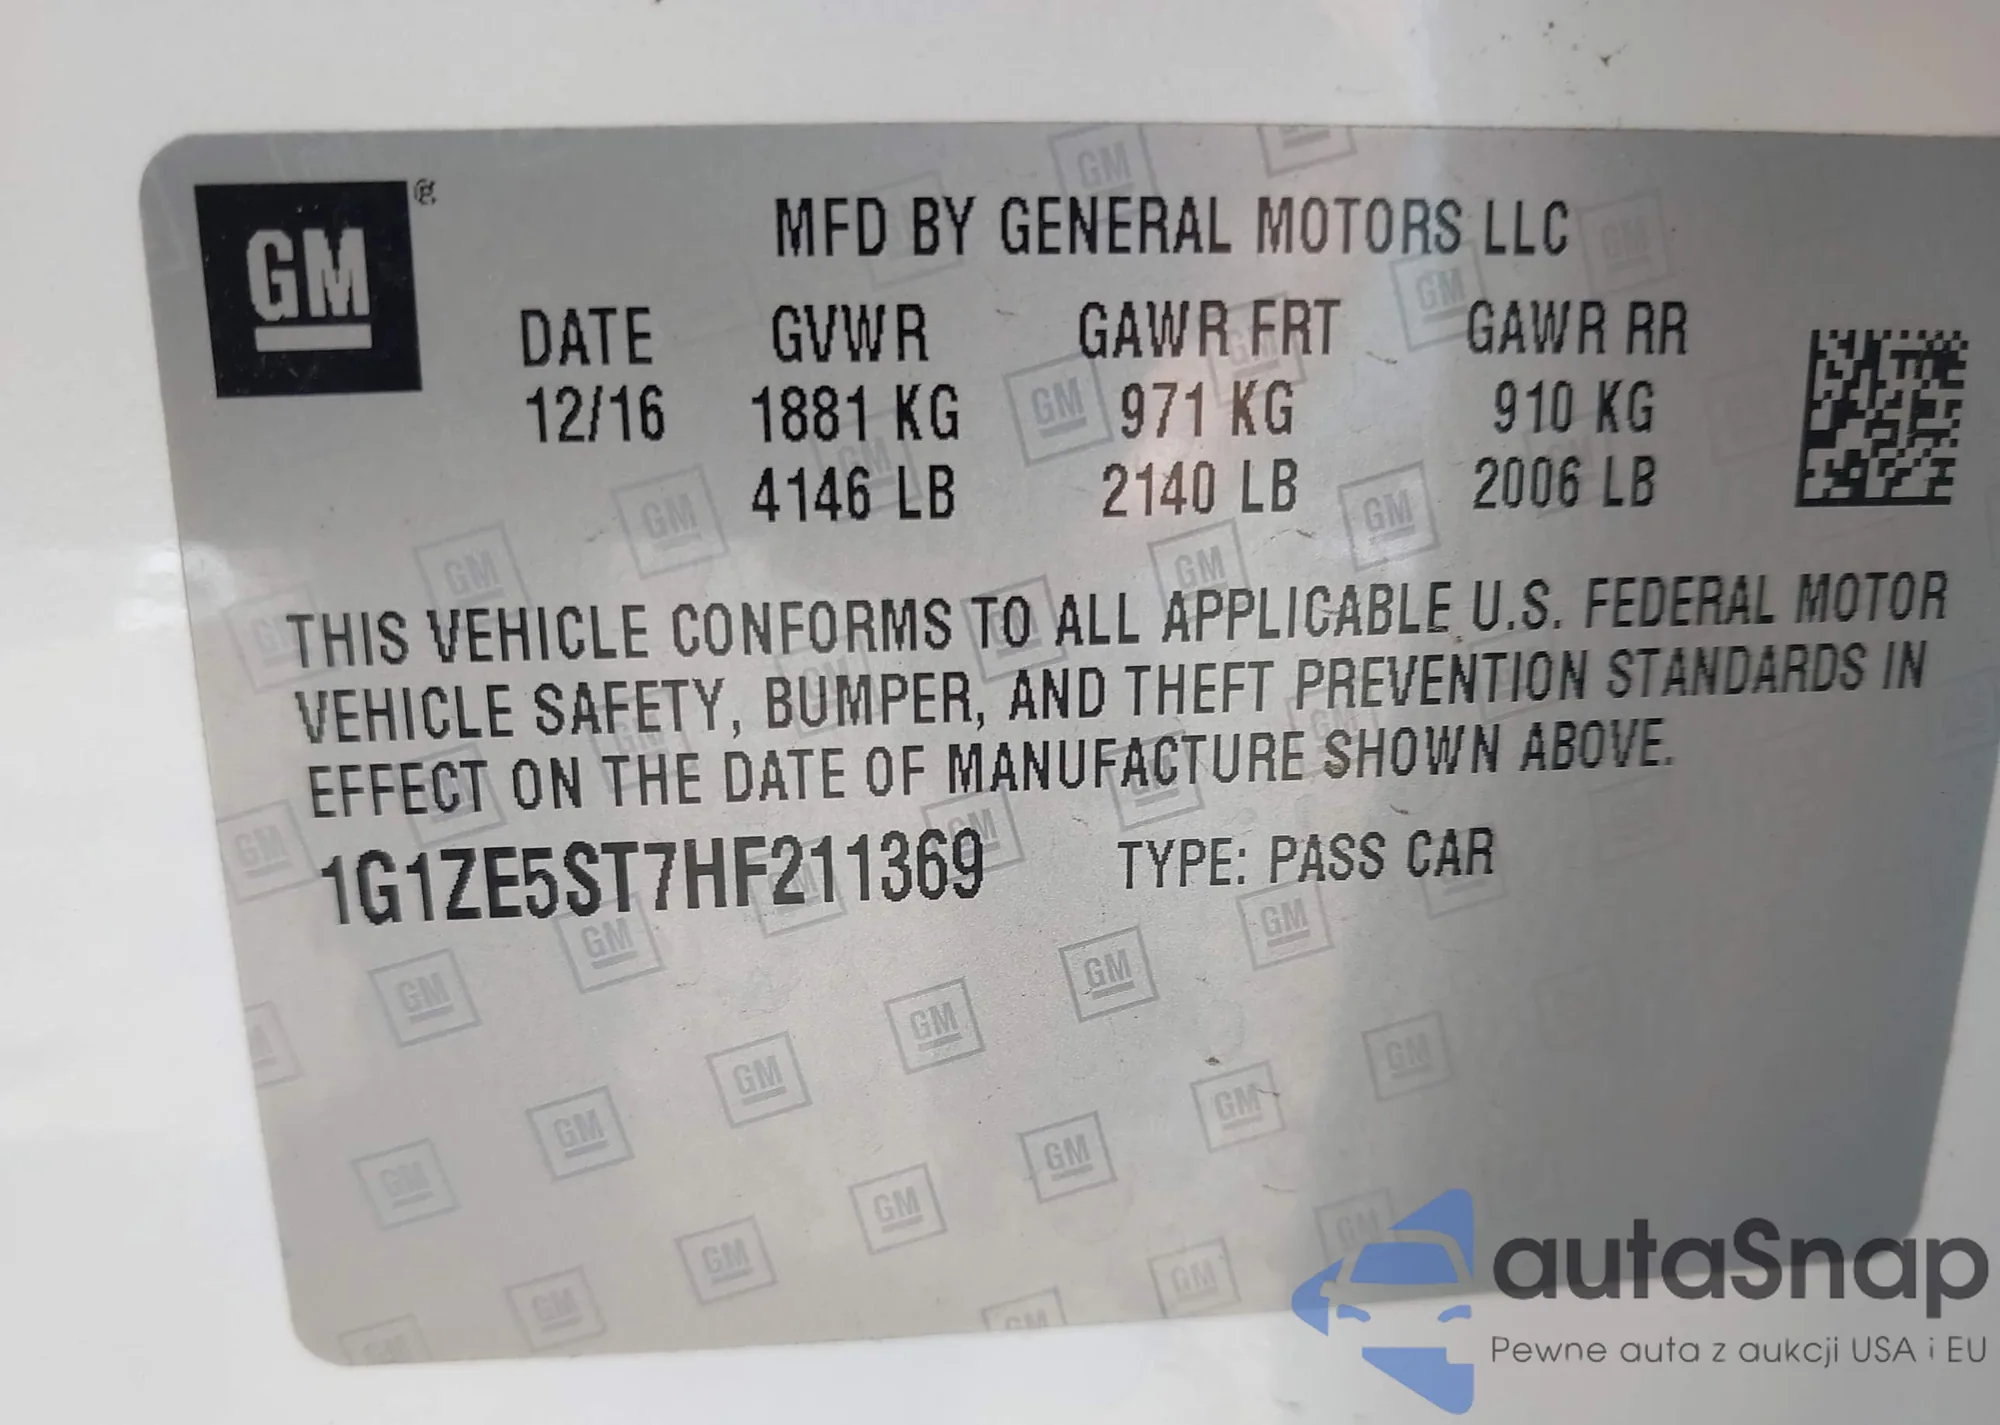 GM®
MFD BY GENERAL MOTORS LLC
DATE GVWR GAWR FRT GAWR RR
12/16 1881 KG 971 KG 910 KG
4146 LB 2140 LB 2006 LB
THIS VEHICLE CONFORMS TO ALL APPLICABLE U.S. FEDERAL MOTOR
VEHICLE SAFETY, BUMPER, AND THEFT PREVENTION STANDARDS IN
EFFECT ON THE DATE OF MANUFACTURE SHOWN ABOVE.
1G1ZE5ST7HF211369 TYPE: PASS CAR
autaSnap
Pewne auta z aukcji USA i EU